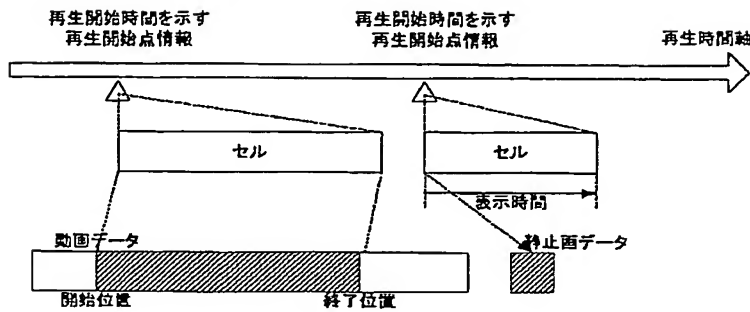 再生開始時間を示す
再生開始点情報
再生開始時間を示す
再生開始点情報
再生時間軸
セル
セル
表示時間
動画データ
静止画データ
開始位置
終了位置